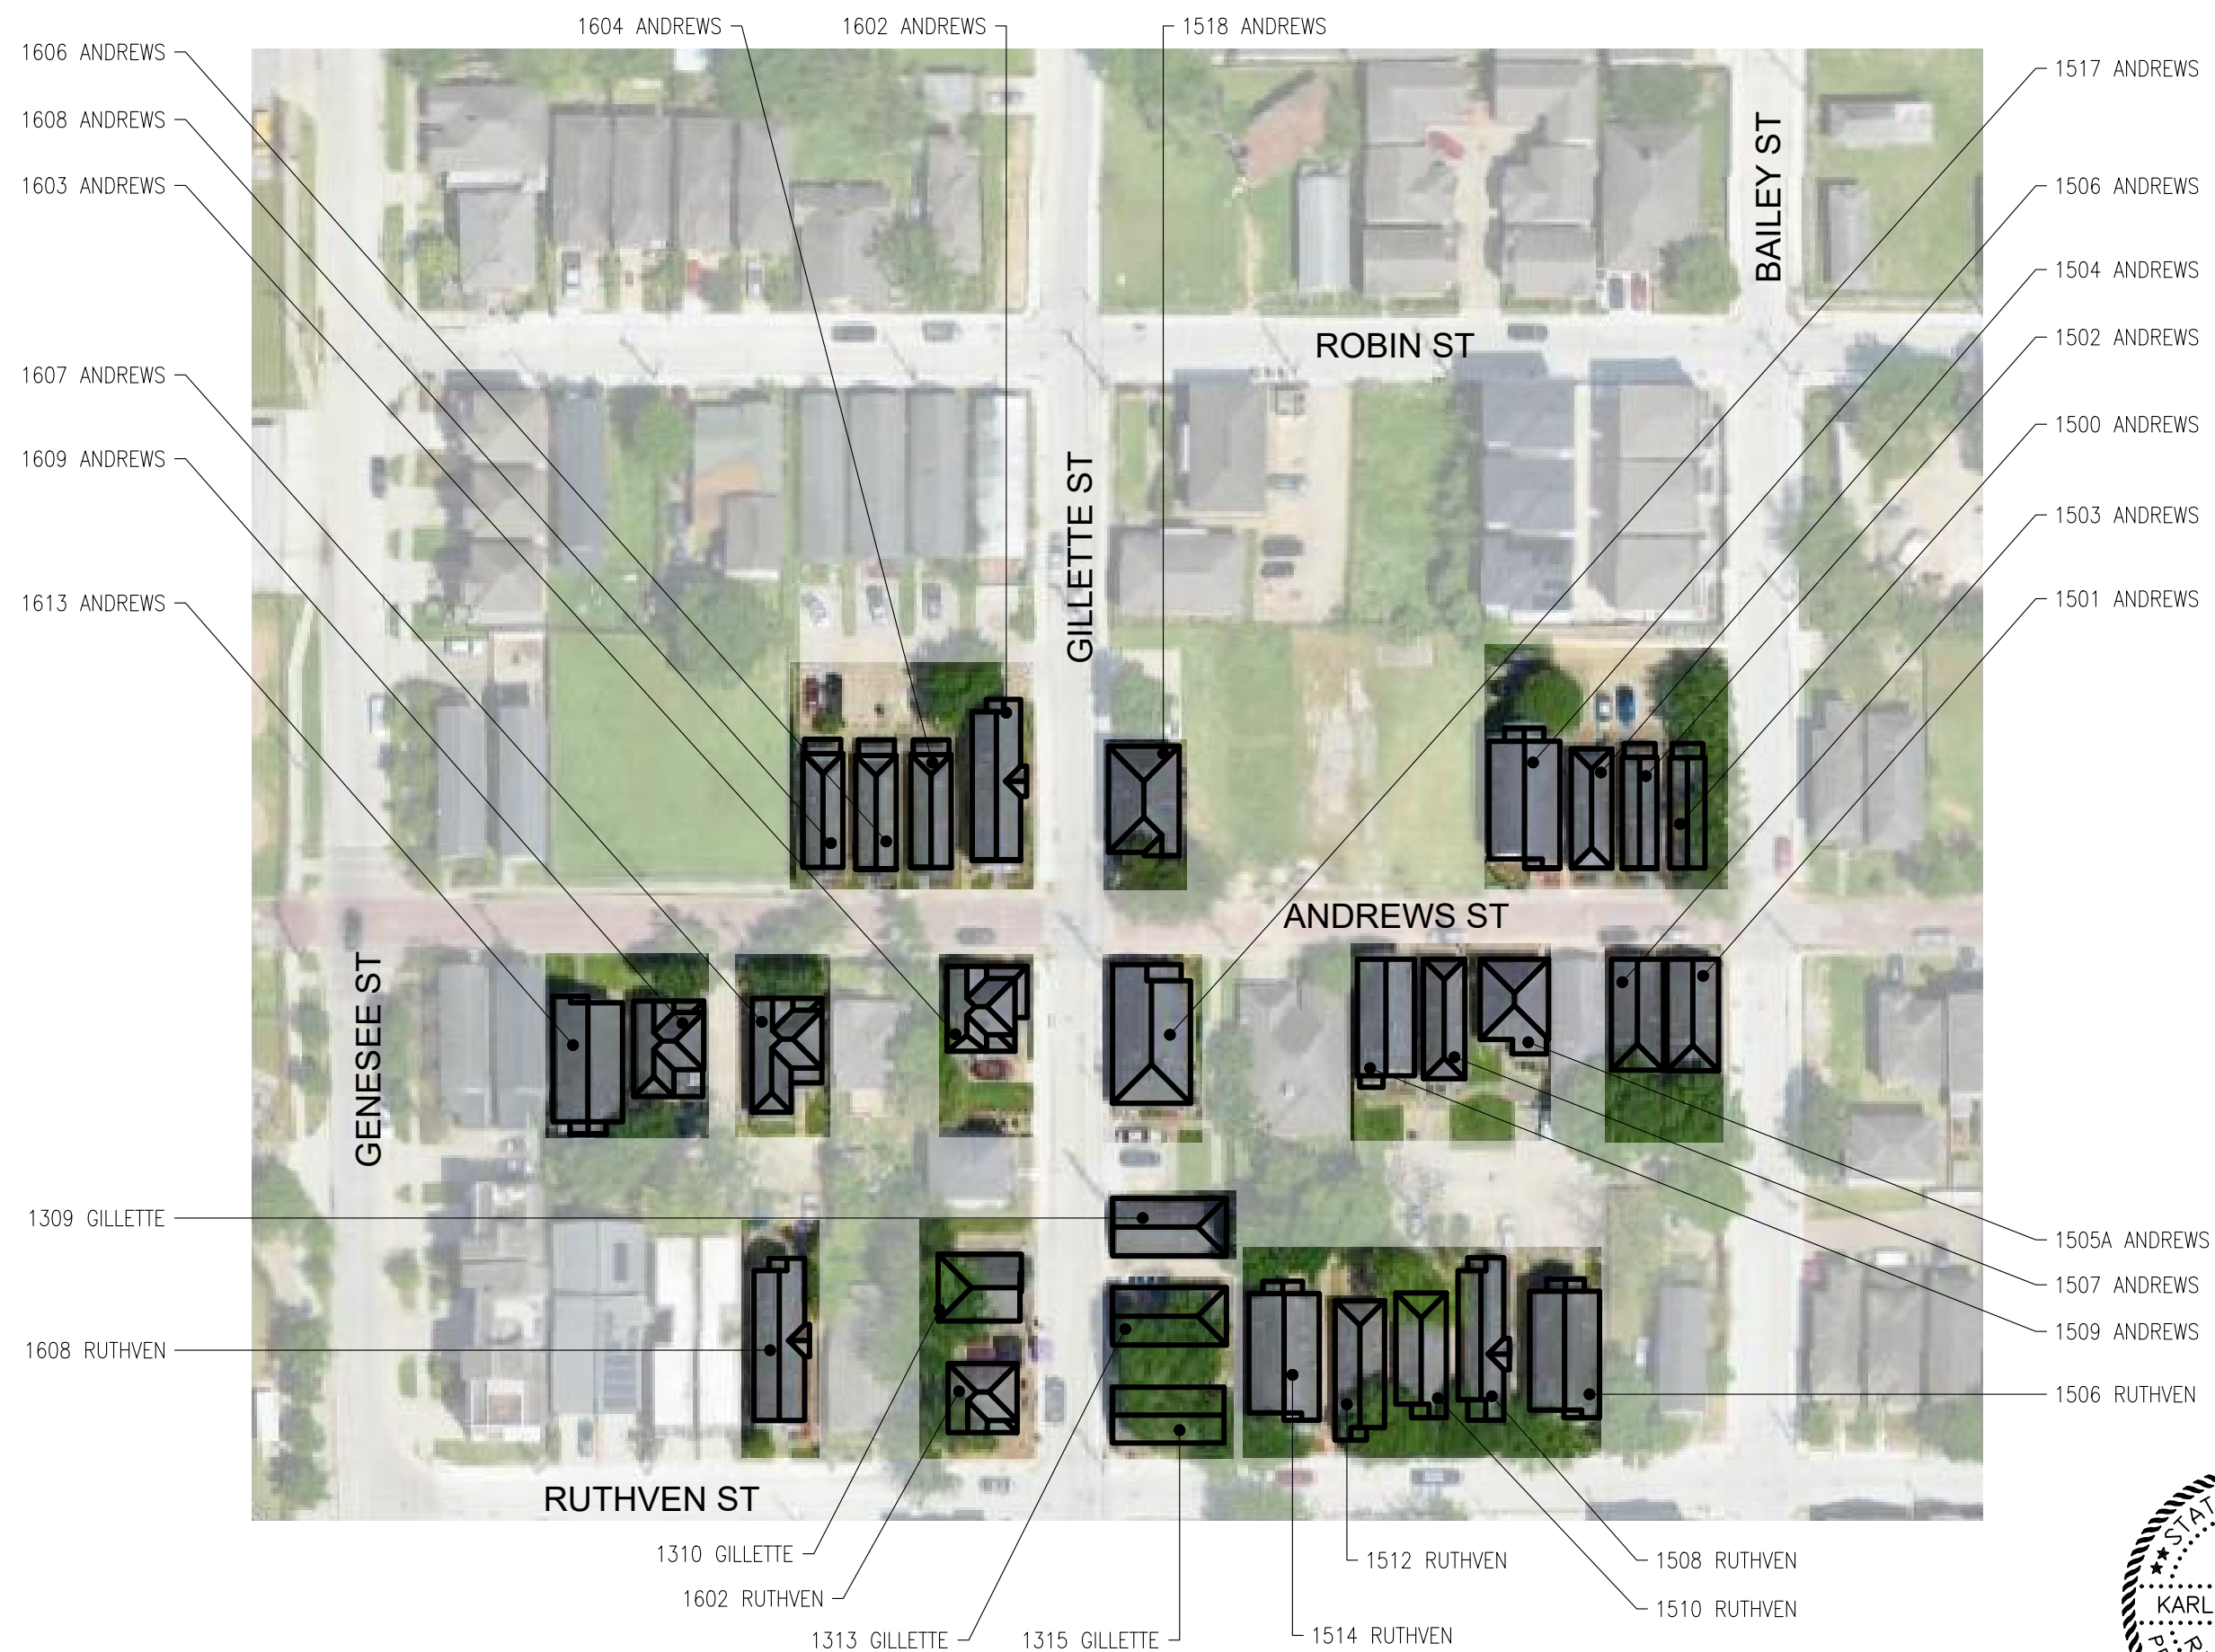 1604 ANDREWS
1602 ANDREWS
1518 ANDREWS
1606 ANDREWS
1608 ANDREWS
1603 ANDREWS
1607 ANDREWS
1609 ANDREWS
1613 ANDREWS
1517 ANDREWS
1506 ANDREWS
1504 ANDREWS
1502 ANDREWS
1500 ANDREWS
1503 ANDREWS
1501 ANDREWS
BAILEY ST
ROBIN ST
GILLETTE ST
ANDREWS ST
GENESEE ST
RUTHVEN ST
1309 GILLETTE
1608 RUTHVEN
1505A ANDREWS
1507 ANDREWS
1509 ANDREWS
1506 RUTHVEN
1310 GILLETTE
1602 RUTHVEN
1313 GILLETTE
1315 GILLETTE
1514 RUTHVEN
1512 RUTHVEN
1508 RUTHVEN
1510 RUTHVEN
STAT
KARL